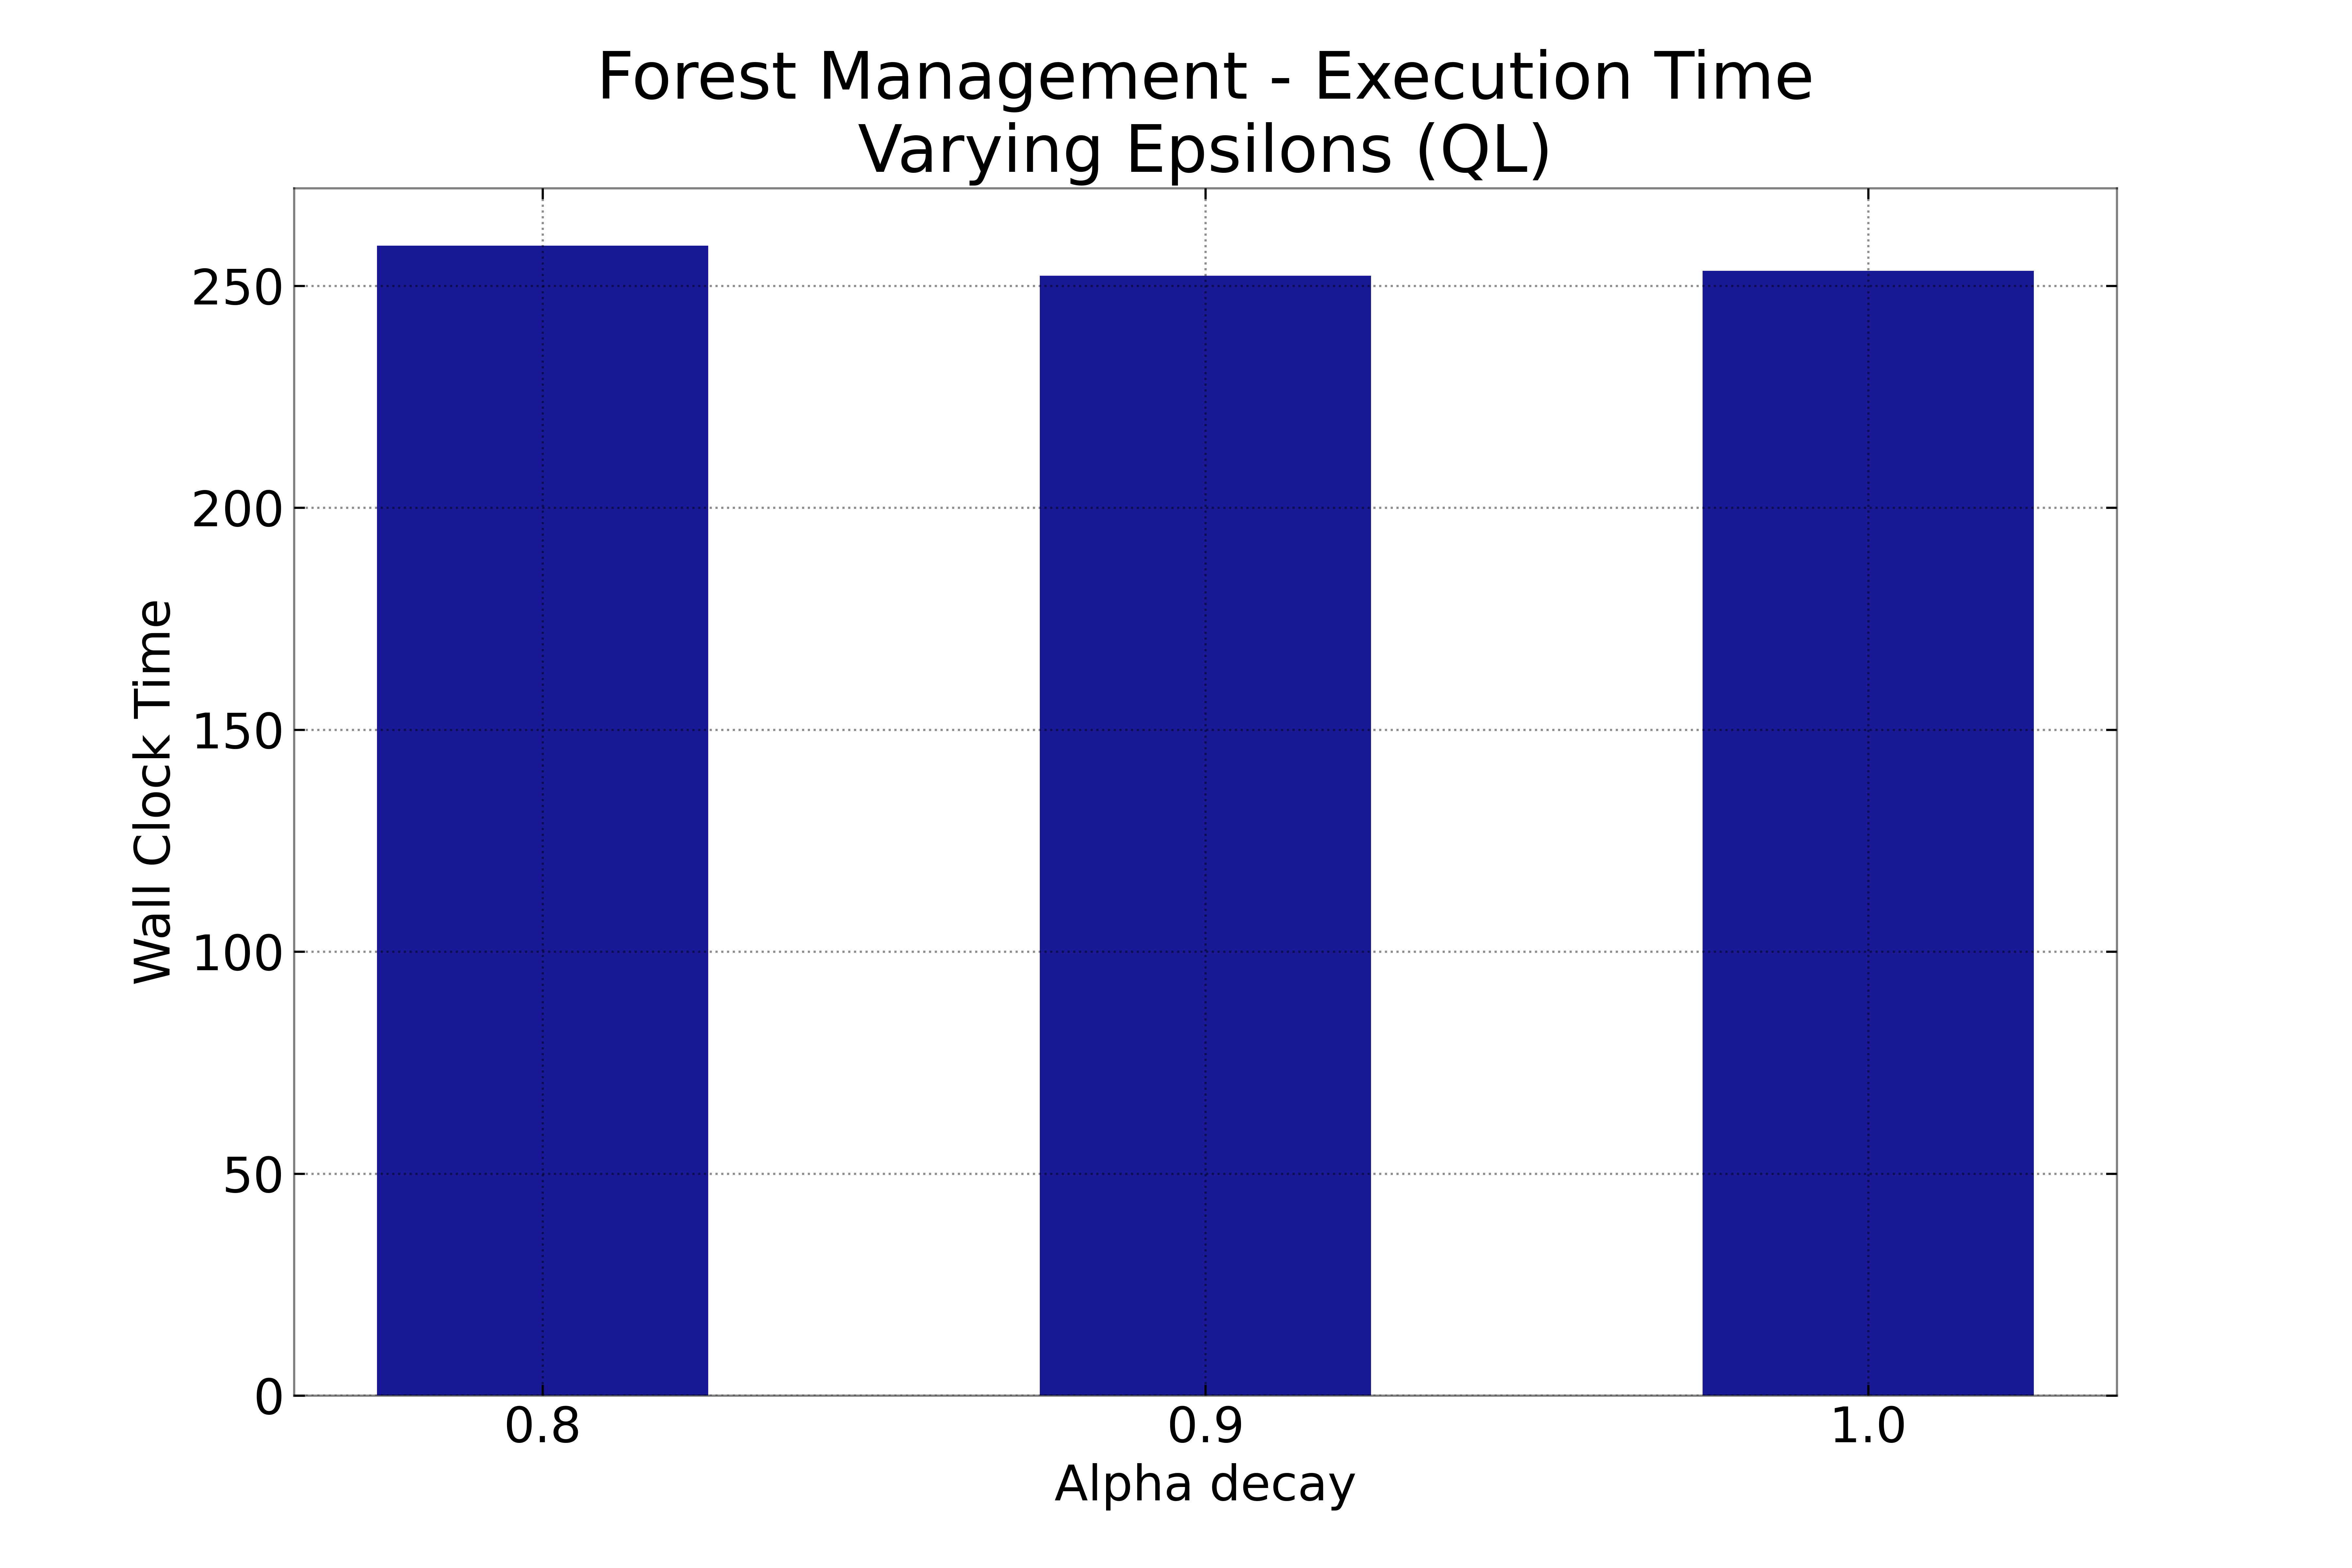 Forest Management - Execution Time
Varying Epsilons (QL)
250
200
150
100
50
0
Wall Clock Time
0.8 0.9 1.0
Alpha decay